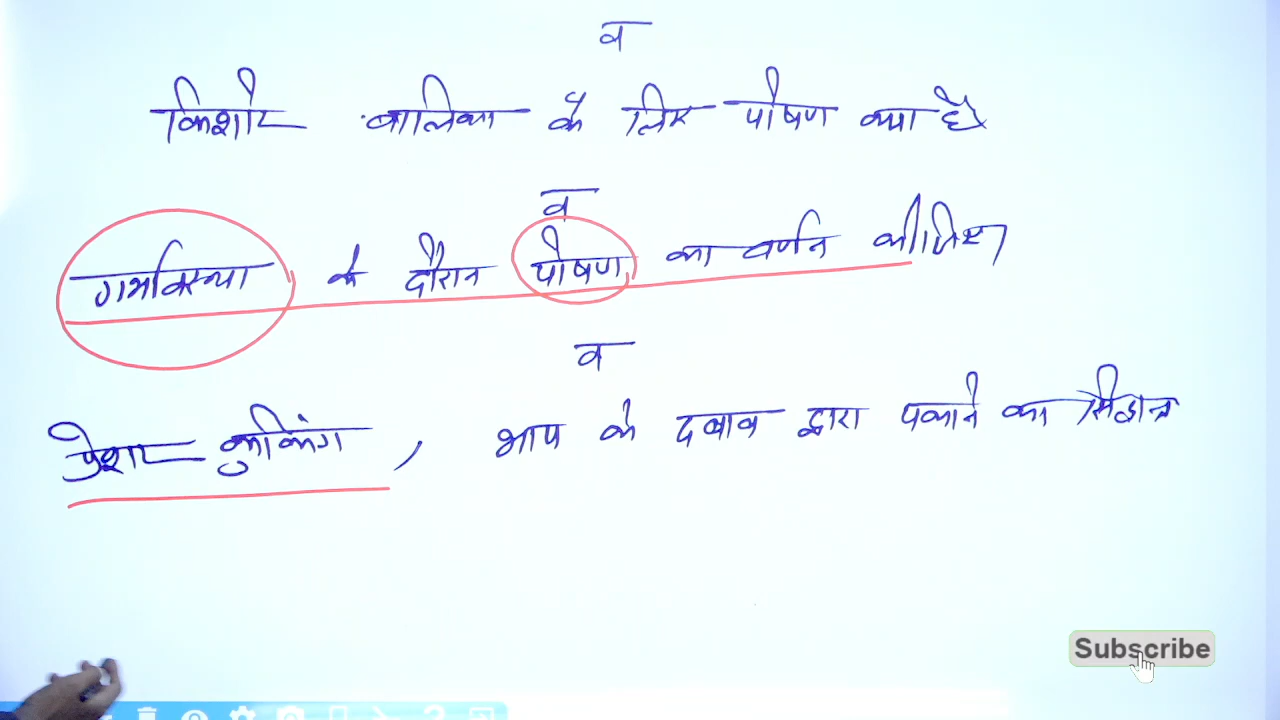 व
किशोर बालिका के लिए पोषण क्या है
व
गर्भावस्था के दौरान पोषण का वर्णन कीजिए
व
प्रेशर कुकिंग , भाप के दबाव द्वारा पकाने का सिद्धान्त
Subscribe